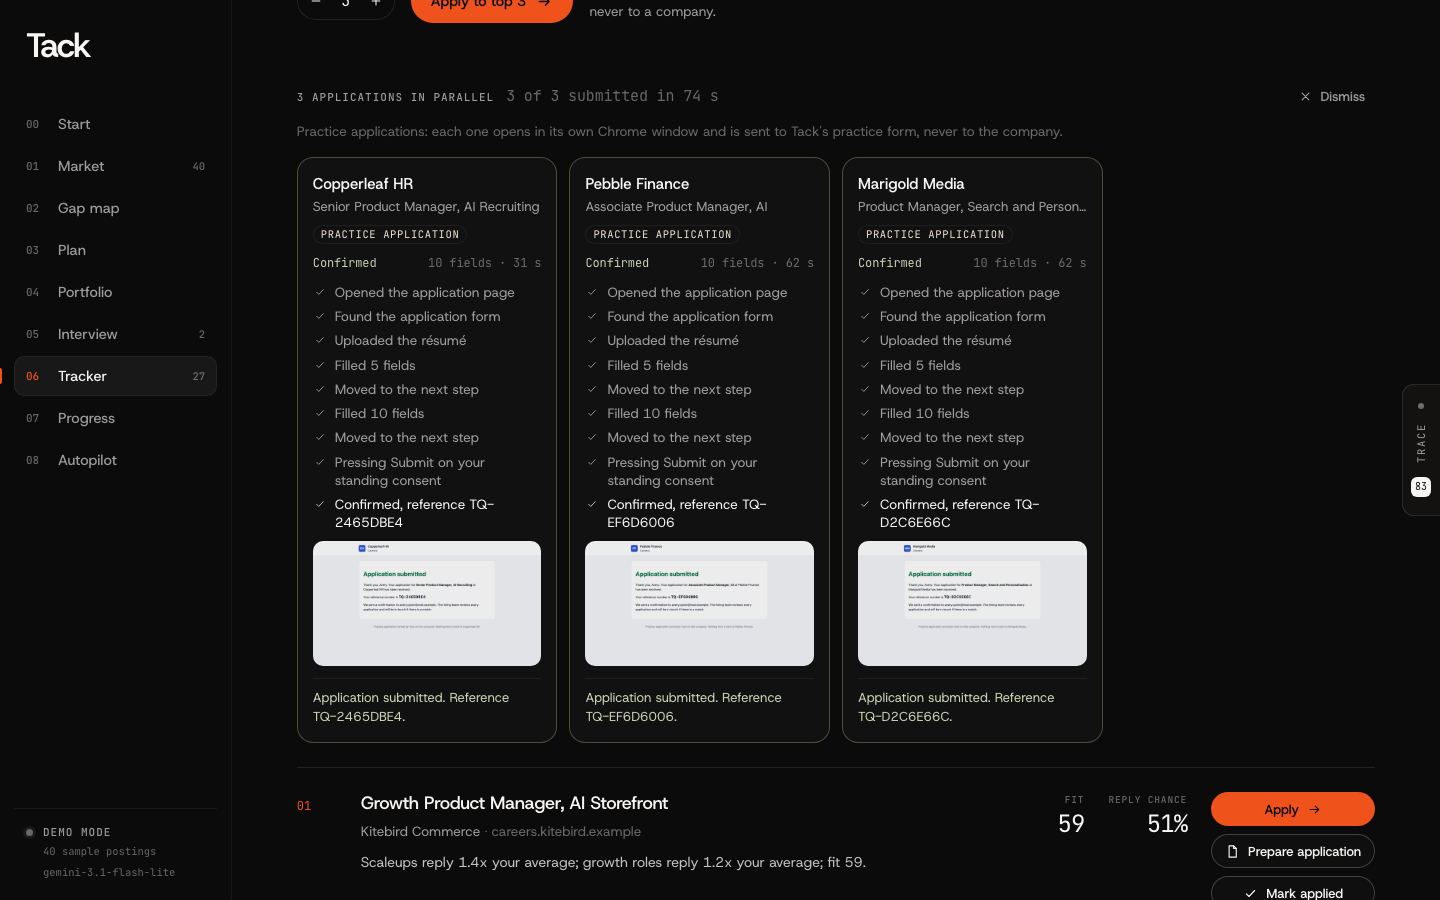 3
Apply to top 3
never to a company.
Tack
00 Start
01 Market 40
02 Gap map
03 Plan
04 Portfolio
05 Interview 2
06 Tracker 27
07 Progress
08 Autopilot
DEMO MODE
40 sample postings
gemini-3.1-flash-lite
3 APPLICATIONS IN PARALLEL 3 of 3 submitted in 74 s
Dismiss
Practice applications: each one opens in its own Chrome window and is sent to Tack's practice form, never to the company.
Copperleaf HR
Senior Product Manager, AI Recruiting
PRACTICE APPLICATION
Confirmed 10 fields · 31 s
Opened the application page
Found the application form
Uploaded the résumé
Filled 5 fields
Moved to the next step
Filled 10 fields
Moved to the next step
Pressing Submit on your
standing consent
Confirmed, reference TQ-
2465DBE4
Copperleaf HR
Application submitted
Application submitted. Reference
TQ-2465DBE4.
Pebble Finance
Associate Product Manager, AI
PRACTICE APPLICATION
Confirmed 10 fields · 62 s
Opened the application page
Found the application form
Uploaded the résumé
Filled 5 fields
Moved to the next step
Filled 10 fields
Moved to the next step
Pressing Submit on your
standing consent
Confirmed, reference TQ-
EF6D6006
Pebble Finance
Application submitted
Application submitted. Reference
TQ-EF6D6006.
Marigold Media
Product Manager, Search and Person...
PRACTICE APPLICATION
Confirmed 10 fields · 62 s
Opened the application page
Found the application form
Uploaded the résumé
Filled 5 fields
Moved to the next step
Filled 10 fields
Moved to the next step
Pressing Submit on your
standing consent
Confirmed, reference TQ-
D2C6E66C
Marigold Media
Application submitted
Application submitted. Reference
TQ-D2C6E66C.
TRACE
83
01 Growth Product Manager, AI Storefront
Kitebird Commerce · careers.kitebird.example
Scaleups reply 1.4x your average; growth roles reply 1.2x your average; fit 59.
FIT
59
REPLY CHANCE
51%
Apply
Prepare application
Mark applied